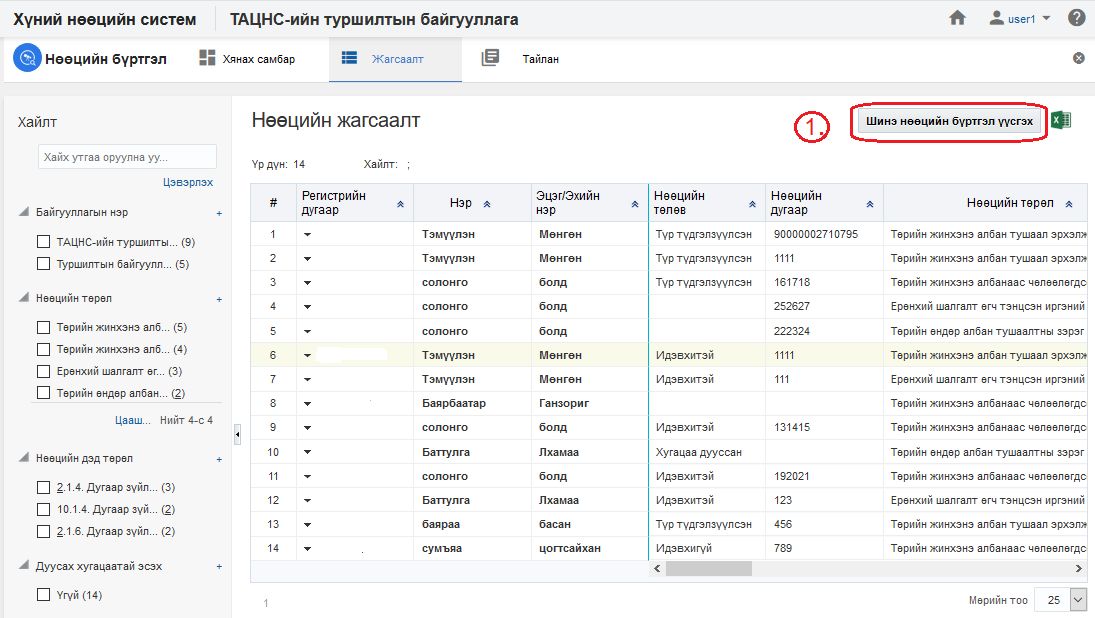 Хүний нөөцийн систем ТАЦНС-ийн туршилтын байгууллага user1 ?
Нөөцийн бүртгэл Хянах самбар Жагсаалт Тайлан
Хайлт
Хайх утгаа оруулна уу...
Цэвэрлэх
Байгууллагын нэр +
ТАЦНС-ийн туршилты... (9)
Туршилтын байгуулл... (5)
Нөөцийн төрөл +
Төрийн жинхэнэ алб... (5)
Төрийн жинхэнэ алб... (4)
Ерөнхий шалгалт өг... (3)
Төрийн өндөр албан... (2)
Цааш... Нийт 4-с 4
Нөөцийн дэд төрөл +
2.1.4. Дугаар зүйл... (3)
10.1.4. Дугаар зүй... (2)
2.1.6. Дугаар зүйл... (2)
Дуусах хугацаатай эсэх +
Үгүй (14)
Нөөцийн жагсаалт
1.
Шинэ нөөцийн бүртгэл үүсгэх
Үр дүн: 14 Хайлт: ;
# Регистрийн дугаар Нэр Эцэг/Эхийн нэр Нөөцийн төлөв Нөөцийн дугаар Нөөцийн төрөл
1 Тэмүүлэн Мөнгөн Түр түдгэлзүүлсэн 90000002710795 Төрийн жинхэнэ албан тушаал эрхэлж
2 Тэмүүлэн Мөнгөн Түр түдгэлзүүлсэн 1111 Төрийн жинхэнэ албан тушаал эрхэлж
3 солонго болд Түр түдгэлзүүлсэн 161718 Төрийн жинхэнэ албанаас чөлөөлөгдс
4 солонго болд 252627 Ерөнхий шалгалт өгч тэнцсэн иргэний
5 солонго болд 222324 Төрийн өндөр албан тушаалтны зэрэг
6 Тэмүүлэн Мөнгөн Идэвхитэй 1111 Төрийн жинхэнэ албан тушаал эрхэлж
7 Тэмүүлэн Мөнгөн Идэвхитэй 111 Ерөнхий шалгалт өгч тэнцсэн иргэний
8 Баярбаатар Ганзориг Төрийн жинхэнэ албанаас чөлөөлөгдс
9 солонго болд Идэвхитэй 131415 Төрийн жинхэнэ албанаас чөлөөлөгдс
10 Баттулга Лхамаа Хугацаа дууссан Төрийн өндөр албан тушаалтны зэрэг
11 солонго болд Идэвхитэй 192021 Төрийн жинхэнэ албанаас чөлөөлөгдс
12 Баттулга Лхамаа Идэвхитэй 123 Ерөнхий шалгалт өгч тэнцсэн иргэний
13 баяраа басан Түр түдгэлзүүлсэн 456 Төрийн жинхэнэ албан тушаал эрхэлж
14 сумъяа цогтсайхан Идэвхигүй 789 Төрийн жинхэнэ албанаас чөлөөлөгдс
1 Мөрийн тоо 25